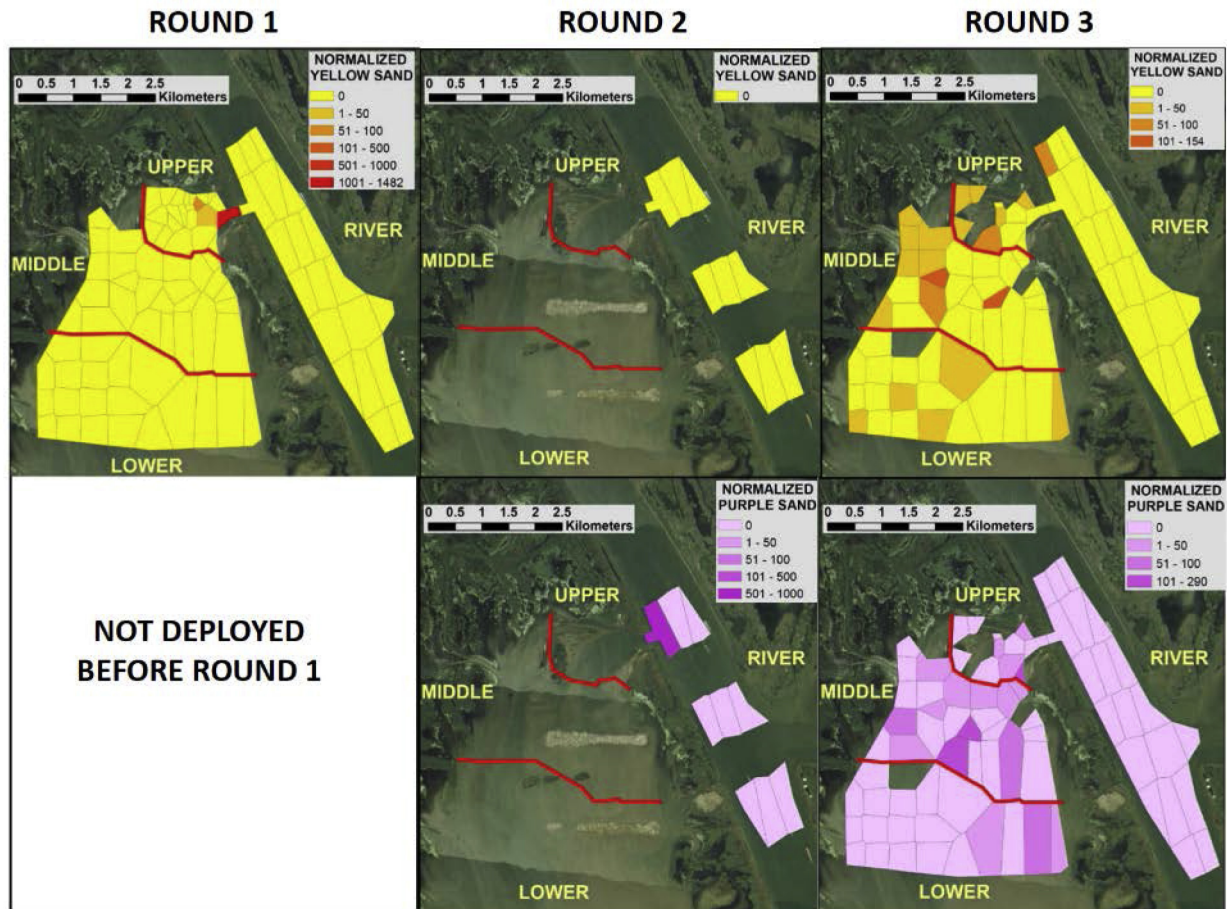 ROUND 1
ROUND 2
ROUND 3
0 0.5 1 1.5 2 2.5
Kilometers
NORMALIZED
YELLOW SAND
0
1 - 50
51 - 100
101 - 500
501 - 1000
1001 - 1482
UPPER
RIVER
MIDDLE
LOWER
0 0.5 1 1.5 2 2.5
Kilometers
NORMALIZED
YELLOW SAND
0
UPPER
RIVER
MIDDLE
LOWER
0 0.5 1 1.5 2 2.5
Kilometers
NORMALIZED
YELLOW SAND
0
1 - 50
51 - 100
101 - 154
UPPER
RIVER
MIDDLE
LOWER
NOT DEPLOYED
BEFORE ROUND 1
0 0.5 1 1.5 2 2.5
Kilometers
NORMALIZED
PURPLE SAND
0
1 - 50
51 - 100
101 - 500
501 - 1000
UPPER
RIVER
MIDDLE
LOWER
0 0.5 1 1.5 2 2.5
Kilometers
NORMALIZED
PURPLE SAND
0
1 - 50
51 - 100
101 - 290
UPPER
RIVER
MIDDLE
LOWER